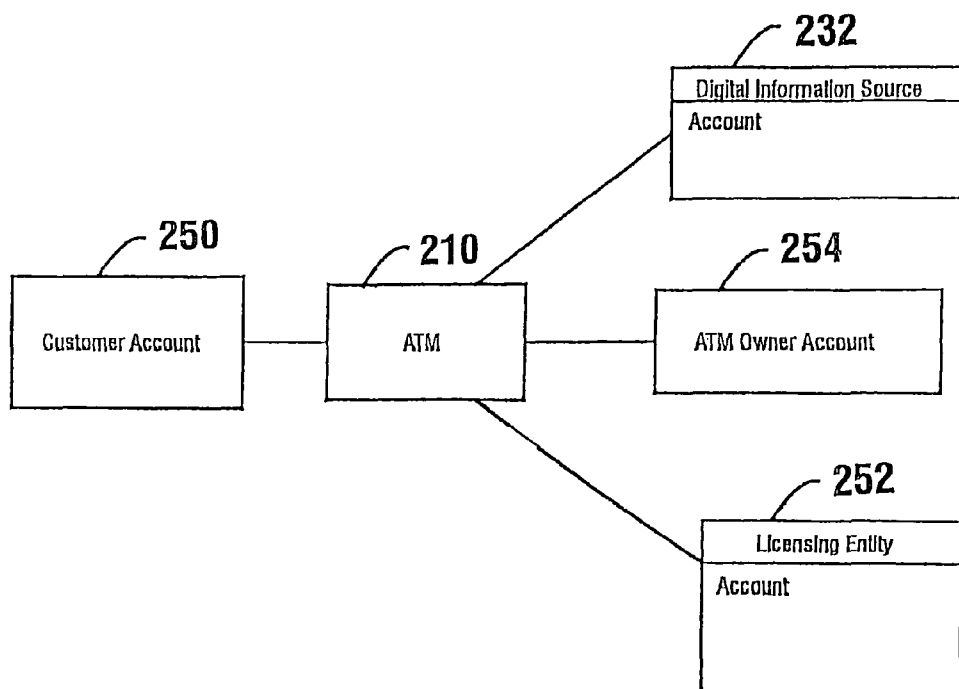 232
Digital Information Source
Account
250
Customer Account
210
ATM
254
ATM Owner Account
252
Licensing Entity
Account